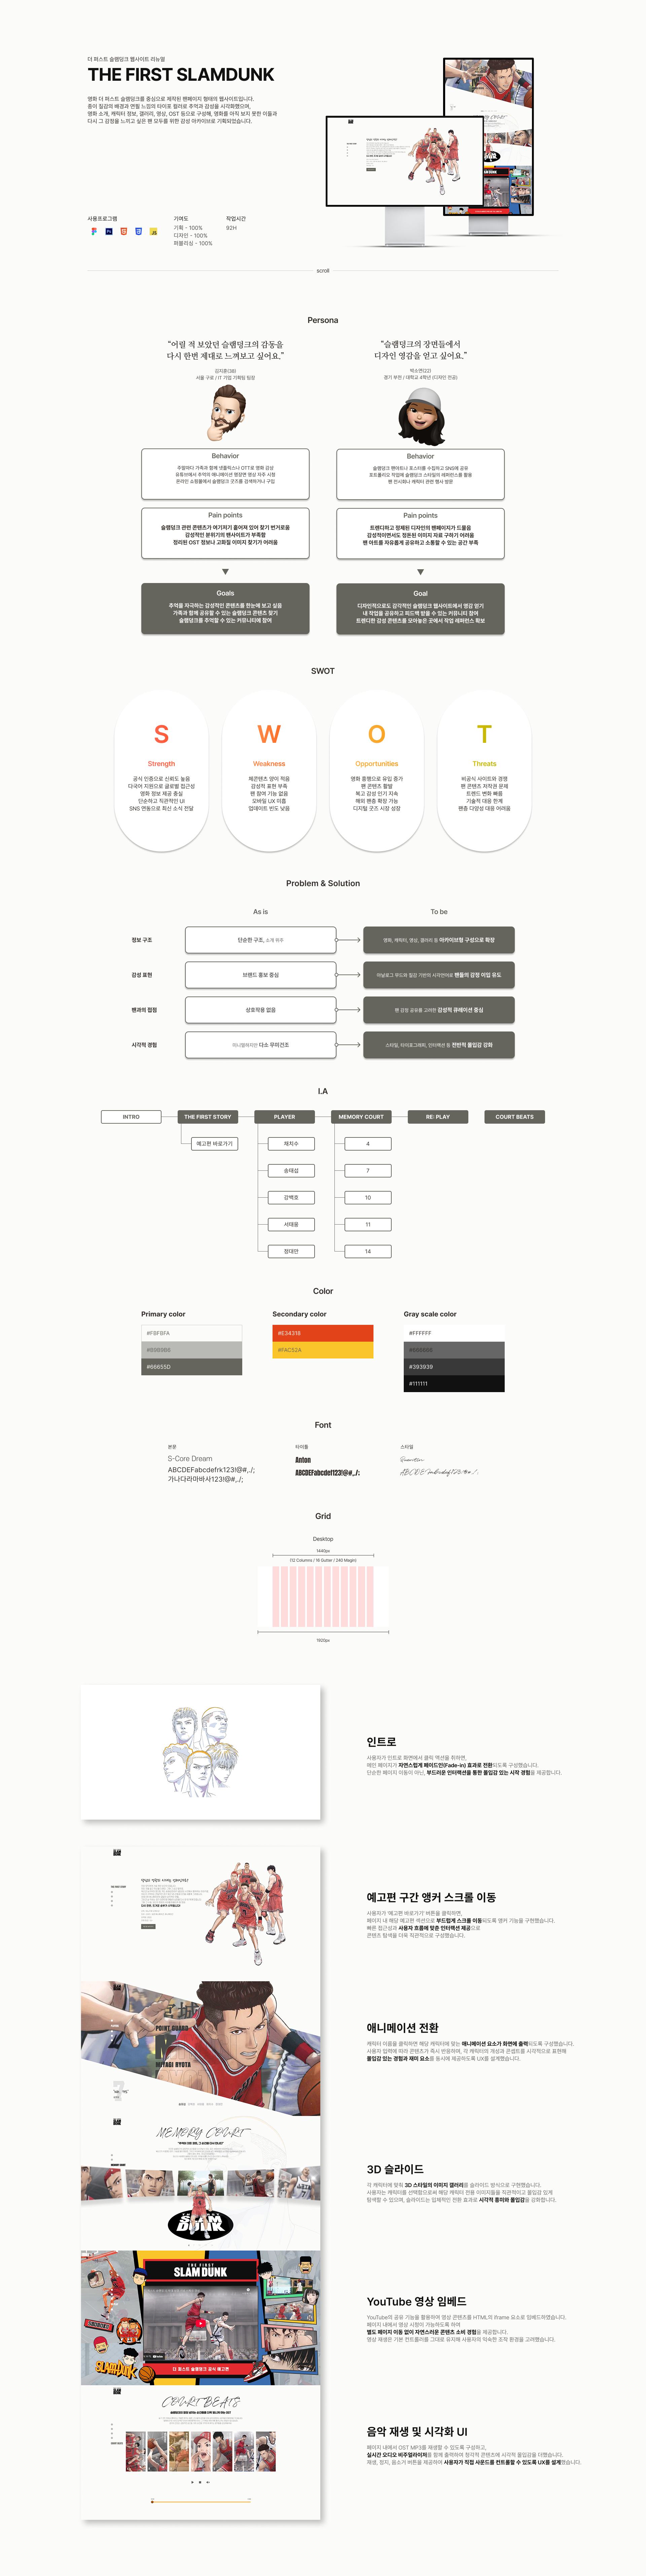 더 퍼스트 슬램덩크 웹사이트 리뉴얼
THE FIRST SLAMDUNK
영화 더 퍼스트 슬램덩크를 중심으로 제작된 팬페이지 형태의 웹사이트입니다.
종이 질감의 배경과 연필 느낌의 타이포 컬러로 추억과 감성을 시각화했으며,
영화 소개, 캐릭터 정보, 갤러리, 영상, OST 등으로 구성해, 영화를 아직 보지 못한 이들과
다시 그 감정을 느끼고 싶은 팬 모두를 위한 감성 아카이브로 기획되었습니다.
사용프로그램
기여도
작업시간
기획 - 100%
디자인 - 100%
퍼블리싱 - 100%
92H
scroll
Persona
“어릴 적 보았던 슬램덩크의 감동을
다시 한번 제대로 느껴보고 싶어요.”
김지훈(38)
서울 구로 / IT 기업 기획팀 팀장
Behavior
주말마다 가족과 함께 넷플릭스나 OTT로 영화 감상
유튜브에서 추억의 애니메이션 명장면 영상 자주 시청
온라인 쇼핑몰에서 슬램덩크 굿즈를 검색하거나 구입
Pain points
슬램덩크 관련 콘텐츠가 여기저기 흩어져 있어 찾기 번거로움
감성적인 분위기의 팬사이트가 부족함
정리된 OST 정보나 고화질 이미지 찾기가 어려움
Goals
추억을 자극하는 감성적인 콘텐츠를 한눈에 보고 싶음
가족과 함께 공유할 수 있는 슬램덩크 콘텐츠 찾기
슬램덩크를 추억할 수 있는 커뮤니티에 참여
“슬램덩크의 장면들에서
디자인 영감을 얻고 싶어요.”
박소연(22)
경기 부천 / 대학교 4학년 (디자인 전공)
Behavior
슬램덩크 팬아트나 포스터를 수집하고 SNS에 공유
포트폴리오 작업에 슬램덩크 스타일의 레퍼런스를 활용
팬 전시회나 캐릭터 관련 행사 방문
Pain points
트렌디하고 정제된 디자인의 팬페이지가 드물음
감성적이면서도 정돈된 이미지 자료 구하기 어려움
팬 아트를 자유롭게 공유하고 소통할 수 있는 공간 부족
Goal
디자인적으로도 감각적인 슬램덩크 웹사이트에서 영감 얻기
내 작업을 공유하고 피드백 받을 수 있는 커뮤니티 참여
트렌디한 감성 콘텐츠를 모아놓은 곳에서 작업 레퍼런스 확보
SWOT
S
Strength
공식 인증으로 신뢰도 높음
다국어 지원으로 글로벌 접근성
영화 정보 제공 충실
단순하고 직관적인 UI
SNS 연동으로 최신 소식 전달
W
Weakness
웹콘텐츠 양이 적음
감성적 표현 부족
팬 참여 기능 없음
모바일 UX 미흡
업데이트 빈도 낮음
O
Opportunities
영화 흥행으로 유입 증가
팬 콘텐츠 활발
복고 감성 인기 지속
해외 팬층 확장 가능
디지털 굿즈 시장 성장
T
Threats
비공식 사이트와 경쟁
팬 콘텐츠 저작권 문제
트렌드 변화 빠름
기술적 대응 한계
팬층 다양성 대응 어려움
Problem & Solution
As is
To be
정보 구조
단순한 구조, 소개 위주
영화, 캐릭터, 영상, 갤러리 등 아카이브형 구성으로 확장
감성 표현
브랜드 홍보 중심
아날로그 무드와 질감 기반의 시각언어로 팬들의 감정 이입 유도
팬과의 접점
상호작용 없음
팬 감정 공유를 고려한 감성적 큐레이션 중심
시각적 경험
미니멀하지만 다소 무미건조
스타일, 타이포그래피, 인터랙션 등 전반적 몰입감 강화
I.A
INTRO
THE FIRST STORY
PLAYER
MEMORY COURT
RE: PLAY
COURT BEATS
예고편 바로가기
채치수
4
송태섭
7
강백호
10
서태웅
11
정대만
14
Color
Primary color
Secondary color
Gray scale color
#FBFBFA
#E34318
#FFFFFF
#FAC52A
#66655D
#393939
#111111
Font
본문
타이틀
스타일
S-Core Dream
Anton
ABCDEFabcdefrk123!@#,./;
ABCDEFabcdef123!@#,./;
가나다라마바사123!@#,./;
Grid
Desktop
1440px
(12 Columns / 16 Gutter / 240 Magin)
1920px
인트로
사용자가 인트로 화면에서 클릭 액션을 취하면,
메인 페이지가 자연스럽게 페이드인(Fade-in) 효과로 전환되도록 구성했습니다.
단순한 페이지 이동이 아닌, 부드러운 인터랙션을 통한 몰입감 있는 시작 경험을 제공합니다.
예고편 구간 앵커 스크롤 이동
사용자가 '예고편 바로가기' 버튼을 클릭하면,
페이지 내 해당 예고편 섹션으로 부드럽게 스크롤 이동되도록 앵커 기능을 구현했습니다.
빠른 접근성과 사용자 흐름에 맞춘 인터랙션 제공으로
콘텐츠 탐색을 더욱 직관적으로 구성했습니다.
POINT GUARD
MIYAGI RYOTA
애니메이션 전환
캐릭터 이름을 클릭하면 해당 캐릭터에 맞는 애니메이션 요소가 화면에 출력되도록 구성했습니다.
사용자 입력에 따라 콘텐츠가 즉시 반응하며, 각 캐릭터의 개성과 콘셉트를 시각적으로 표현해
몰입감 있는 경험과 재미 요소를 동시에 제공하도록 UX를 설계했습니다.
MEMORY COURT
SLAM
DUNK
3D 슬라이드
각 캐릭터에 맞춰 3D 스타일의 이미지 갤러리를 슬라이드 방식으로 구현했습니다.
사용자는 캐릭터를 선택함으로써 해당 캐릭터 전용 이미지들을 직관적이고 몰입감 있게
탐색할 수 있으며, 슬라이드는 입체적인 전환 효과로 시각적 흥미와 몰입감을 강화합니다.
THE FIRST
SLAM DUNK
SLAM DUNK
더 퍼스트 슬램덩크 공식 예고편
YouTube 영상 임베드
YouTube의 공유 기능을 활용하여 영상 콘텐츠를 HTML의 iframe 요소로 임베드하였습니다.
페이지 내에서 영상 시청이 가능하도록 하여
별도 페이지 이동 없이 자연스러운 콘텐츠 소비 경험을 제공합니다.
영상 재생은 기본 컨트롤러를 그대로 유지해 사용자의 익숙한 조작 환경을 고려했습니다.
COURT BEATS
음악 재생 및 시각화 UI
페이지 내에서 OST MP3를 재생할 수 있도록 구성하고,
실시간 오디오 비주얼라이저를 함께 출력하여 청각적 콘텐츠에 시각적 몰입감을 더했습니다.
재생, 정지, 음소거 버튼을 제공하여 사용자가 직접 사운드를 컨트롤할 수 있도록 UX를 설계했습니다.